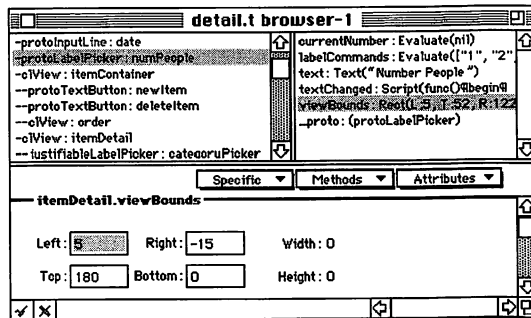 detail.t browser-1
-protoInputLine : date
-protoLabelPicker : numPeople
-clView : itemContainer
--protoTextButton : newItem
--protoTextButton : deleteItem
--clView : order
-clView : itemDetail
-- justifiableLabelPicker : categoryPicker
currentNumber : Evaluate(nil)
labelCommands : Evaluate(["1", "2",
text : Text("Number People")
textChanged : Script(func()¶begin¶
viewBounds : Rect(L:5, T:52, R:122
_proto : (protoLabelPicker)
Specific ▼ Methods ▼ Attributes ▼
itemDetail.viewBounds
Left : 5 Right : -15 Width : 0
Top : 180 Bottom : 0 Height : 0